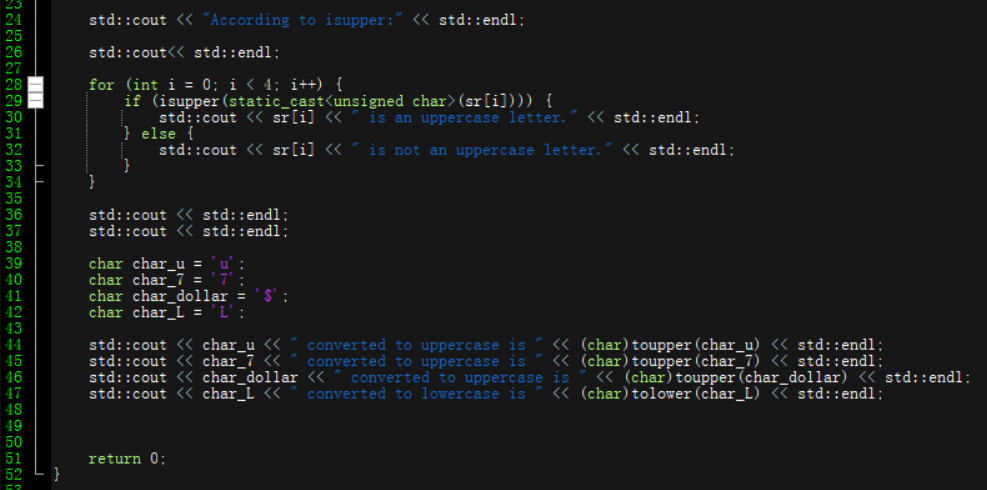 23
24 std::cout << "According to isupper:" << std::endl;
25
26 std::cout<< std::endl;
27
28 for (int i = 0; i < 4; i++) {
29 if (isupper(static_cast<unsigned char>(sr[i]))) {
30 std::cout << sr[i] << " is an uppercase letter." << std::endl;
31 } else {
32 std::cout << sr[i] << " is not an uppercase letter." << std::endl;
33 }
34 }
35
36 std::cout << std::endl;
37 std::cout << std::endl;
38
39 char char_u = 'u';
40 char char_7 = '7';
41 char char_dollar = '$';
42 char char_L = 'L';
43
44 std::cout << char_u << " converted to uppercase is " << (char)toupper(char_u) << std::endl;
45 std::cout << char_7 << " converted to uppercase is " << (char)toupper(char_7) << std::endl;
46 std::cout << char_dollar << " converted to uppercase is " << (char)toupper(char_dollar) << std::endl;
47 std::cout << char_L << " converted to lowercase is " << (char)tolower(char_L) << std::endl;
48
49
50
51 return 0;
52 }
53